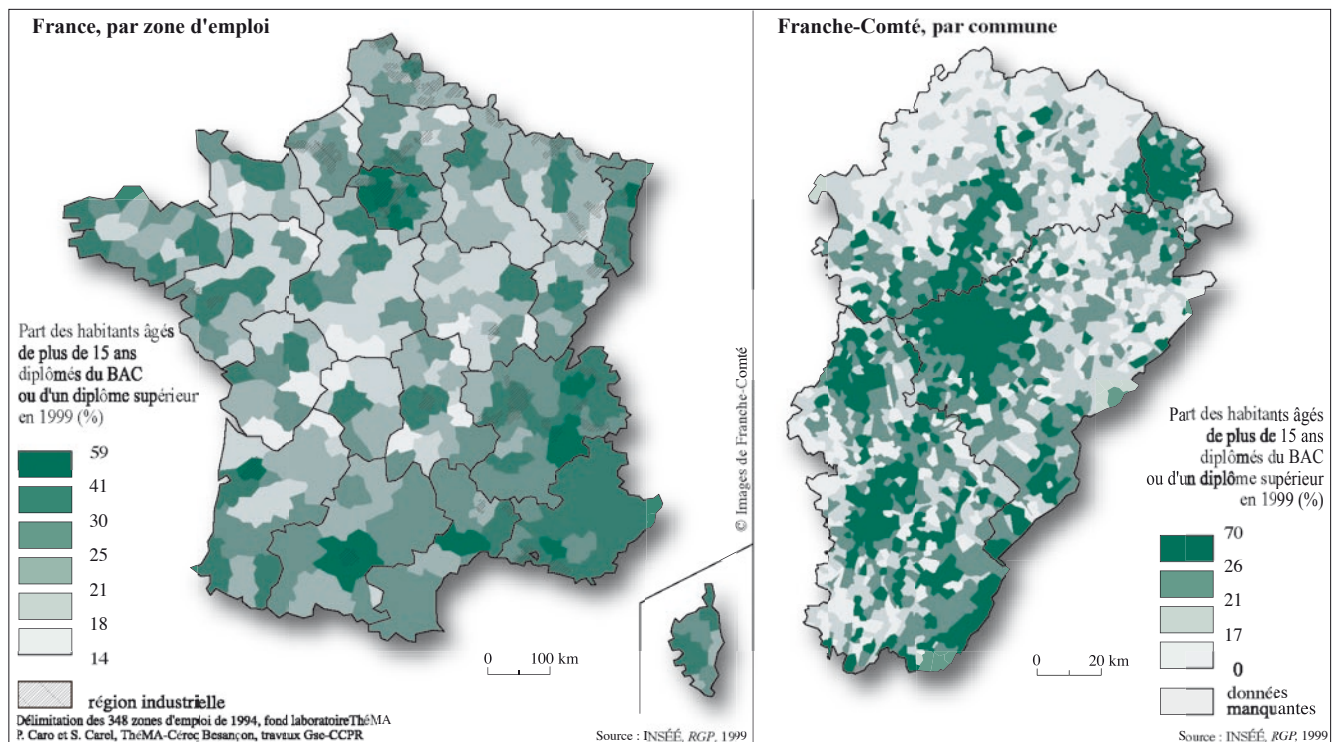 France, par zone d'emploi
Part des habitants âgés
de plus de 15 ans
diplômés du BAC
ou d'un diplôme supérieur
en 1999 (%)
59
41
30
25
21
18
14
région industrielle
Délimitation des 348 zones d'emploi de 1994, fond laboratoire ThéMA
P. Caro et S. Carel, ThéMA-Céreq Besançon, travaux Gse-CCPR
0 100 km
Source : INSÉÉ, RGP, 1999
© Images de Franche-Comté
Franche-Comté, par commune
Part des habitants âgés
de plus de 15 ans
diplômés du BAC
ou d'un diplôme supérieur
en 1999 (%)
70
26
21
17
0
données
manquantes
0 20 km
Source : INSÉÉ, RGP, 1999